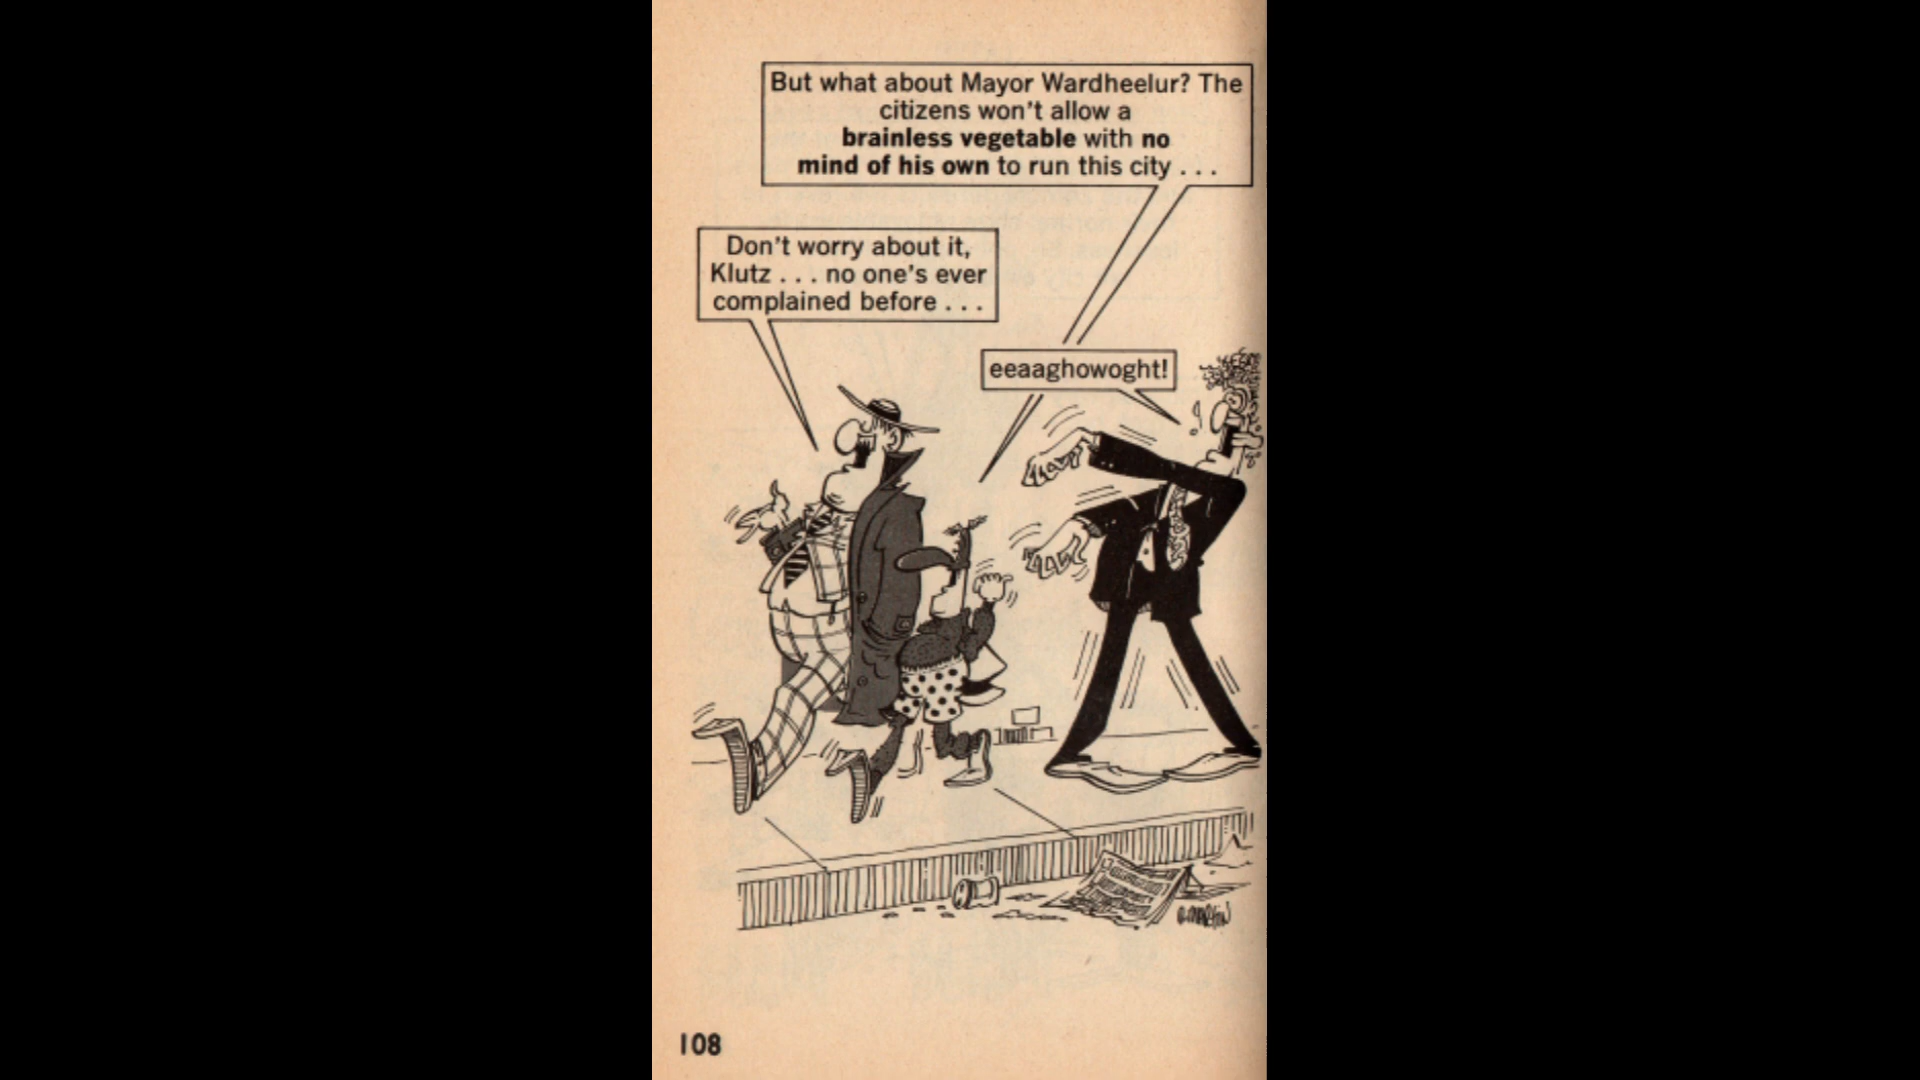 But what about Mayor Wardheelur? The
citizens won't allow a
brainless vegetable with no
mind of his own to run this city . . .
Don't worry about it,
Klutz . . . no one's ever
complained before . . .
eeaaghowoght!
108